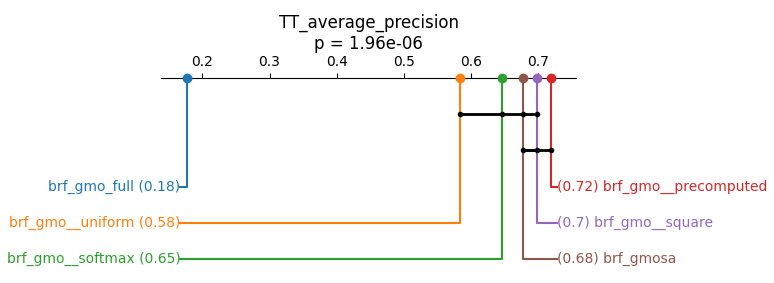 TT_average_precision
p = 1.96e-06
0.2 0.3 0.4 0.5 0.6 0.7
brf_gmo_full (0.18) (0.72) brf_gmo__precomputed
brf_gmo__uniform (0.58) (0.7) brf_gmo__square
brf_gmo__softmax (0.65) (0.68) brf_gmosa